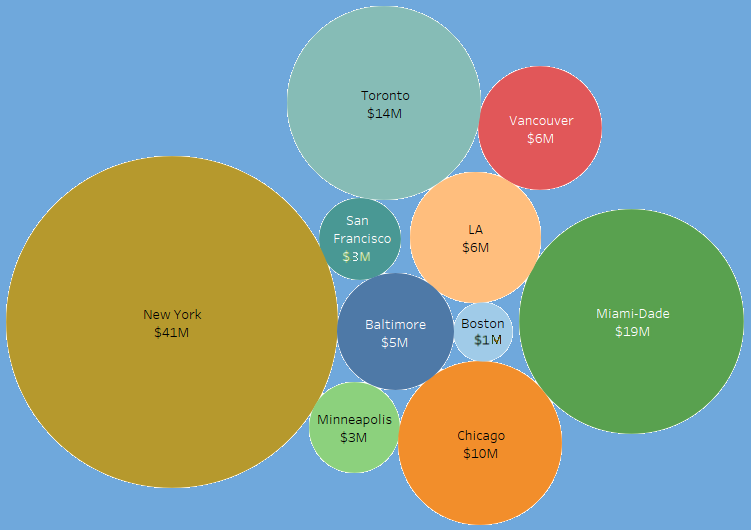 Toronto
$14M
Vancouver
$6M
San
Francisco
$3M
LA
$6M
New York
$41M
Baltimore
$5M
Boston
$1M
Miami-Dade
$19M
Minneapolis
$3M
Chicago
$10M